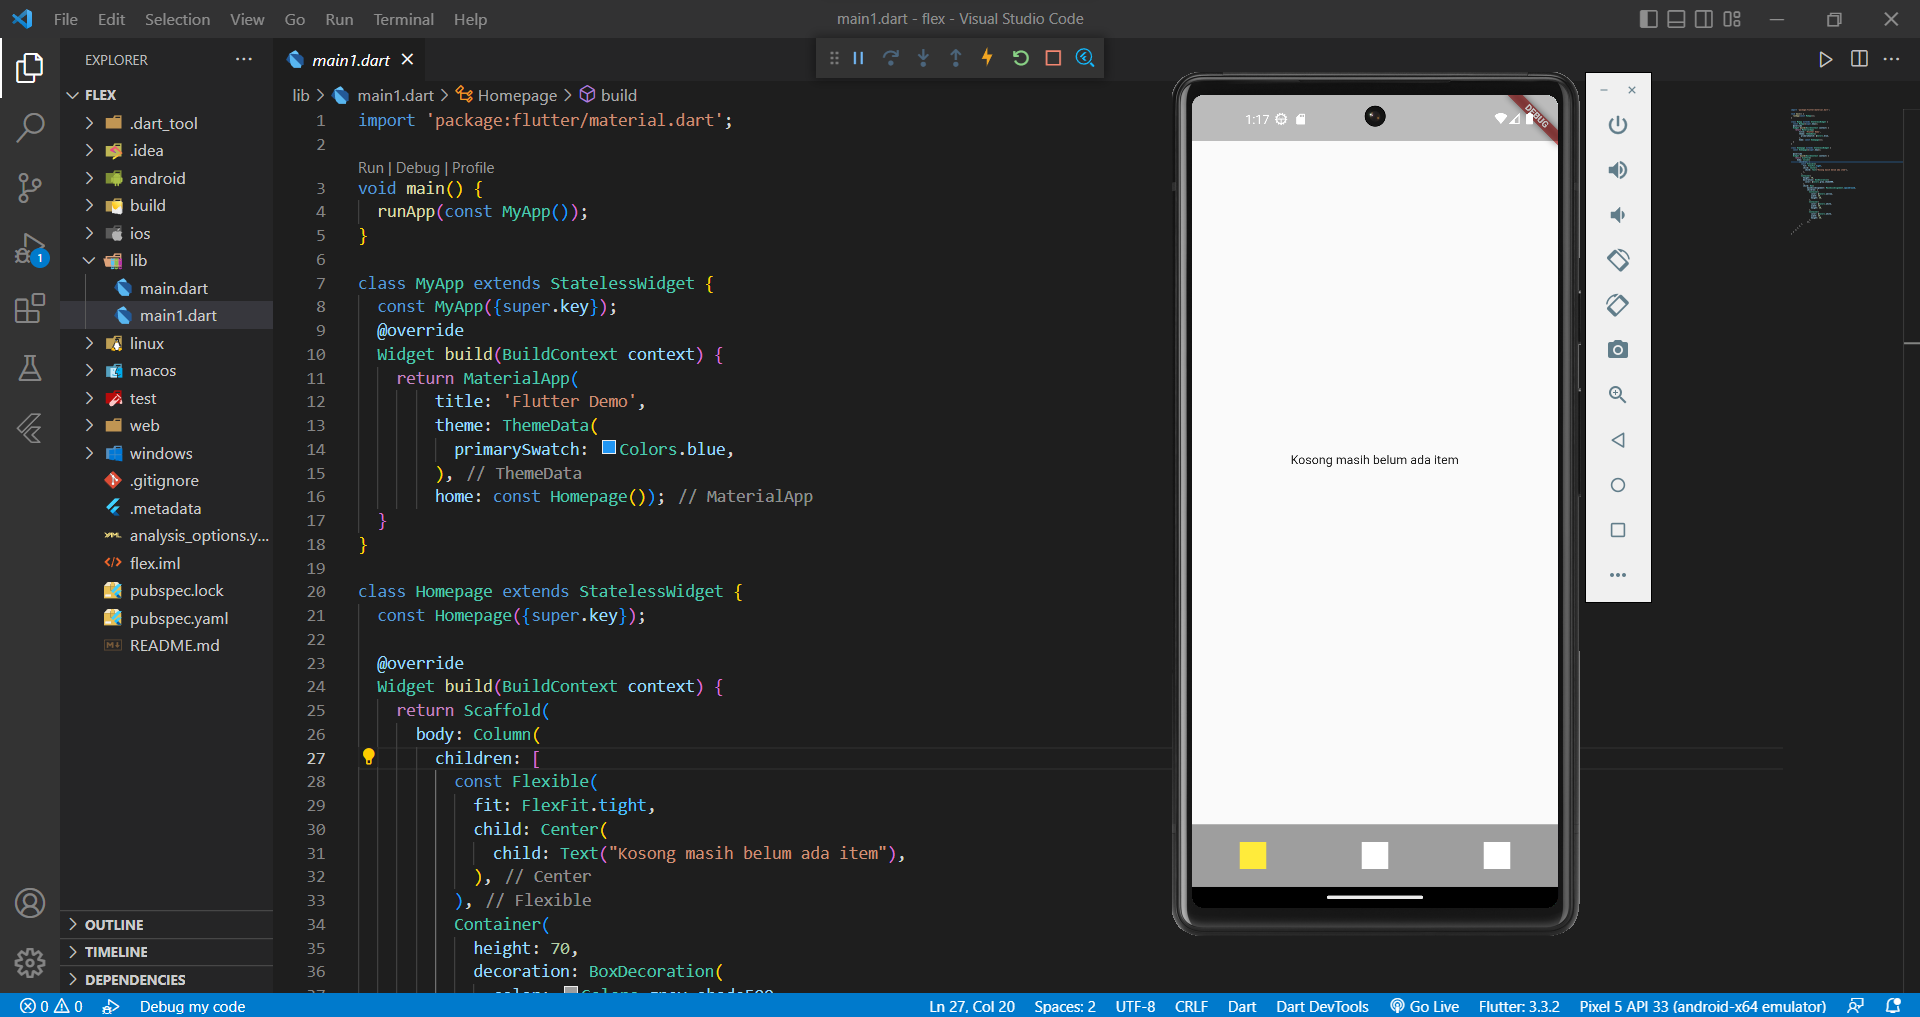 File Edit Selection View Go Run Terminal Help
main1.dart - flex - Visual Studio Code
EXPLORER
main1.dart
FLEX
.dart_tool
.idea
android
build
ios
lib
main.dart
main1.dart
linux
macos
test
web
windows
.gitignore
.metadata
analysis_options.y...
flex.iml
pubspec.lock
pubspec.yaml
README.md
OUTLINE
TIMELINE
DEPENDENCIES
1
lib > main1.dart > Homepage > build
1 import 'package:flutter/material.dart';
2
Run | Debug | Profile
3 void main() {
4 runApp(const MyApp());
5 }
6
7 class MyApp extends StatelessWidget {
8 const MyApp({super.key});
9 @override
10 Widget build(BuildContext context) {
11 return MaterialApp(
12 title: 'Flutter Demo',
13 theme: ThemeData(
14 primarySwatch: Colors.blue,
15 ), // ThemeData
16 home: const Homepage()); // MaterialApp
17 }
18 }
19
20 class Homepage extends StatelessWidget {
21 const Homepage({super.key});
22
23 @override
24 Widget build(BuildContext context) {
25 return Scaffold(
26 body: Column(
27 children: [
28 const Flexible(
29 fit: FlexFit.tight,
30 child: Center(
31 child: Text("Kosong masih belum ada item"),
32 ), // Center
33 ), // Flexible
34 Container(
35 height: 70,
36 decoration: BoxDecoration(
1:17
DEBUG
Kosong masih belum ada item
0 0 Debug my code
Ln 27, Col 20 Spaces: 2 UTF-8 CRLF Dart Dart DevTools Go Live Flutter: 3.3.2 Pixel 5 API 33 (android-x64 emulator)